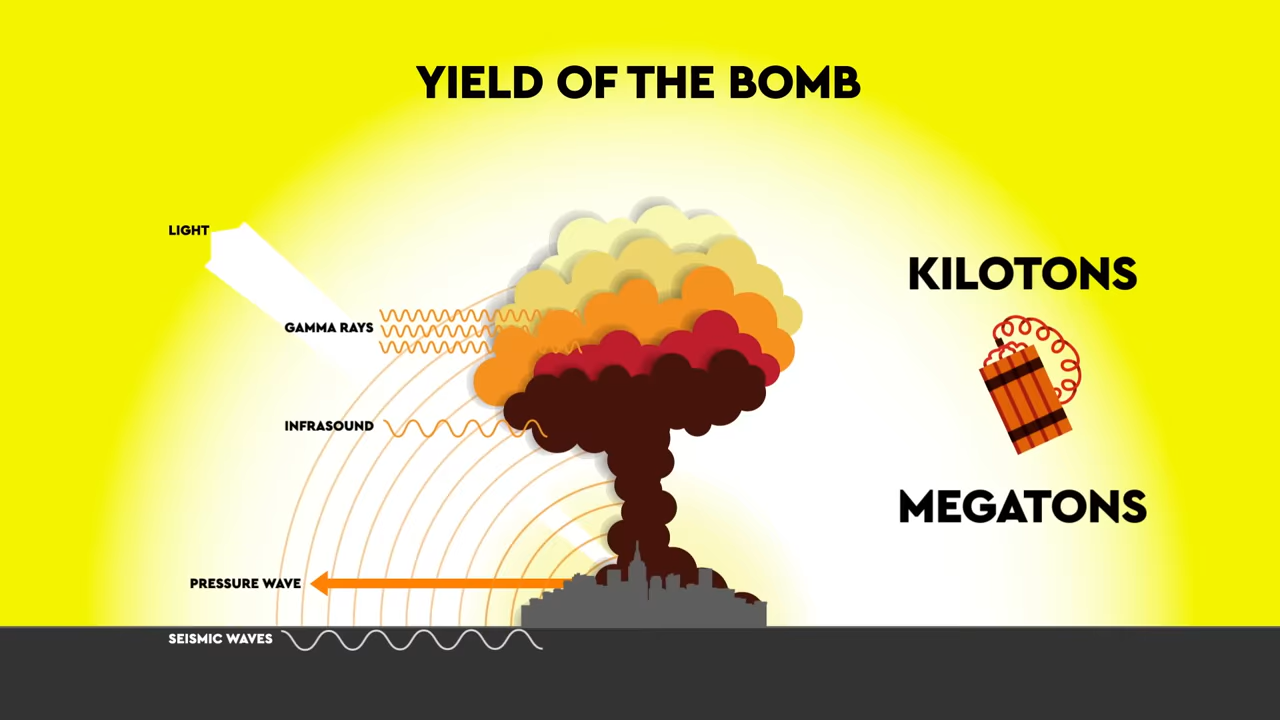 YIELD OF THE BOMB
LIGHT
GAMMA RAYS
INFRASOUND
PRESSURE WAVE
SEISMIC WAVES
KILOTONS
MEGATONS